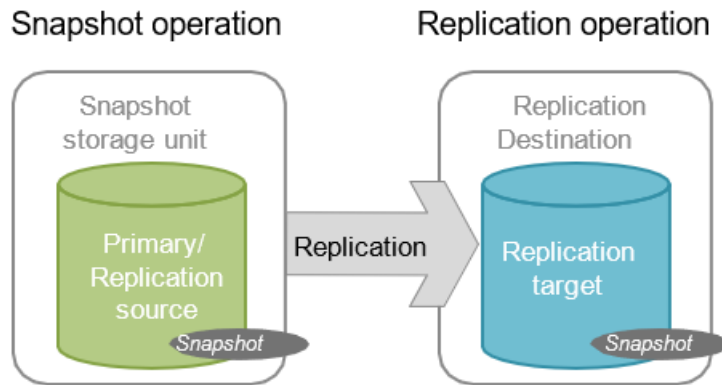 Snapshot operation
Replication operation
Snapshot
storage unit
Primary/
Replication
source
Snapshot
Replication
Replication
Destination
Replication
target
Snapshot